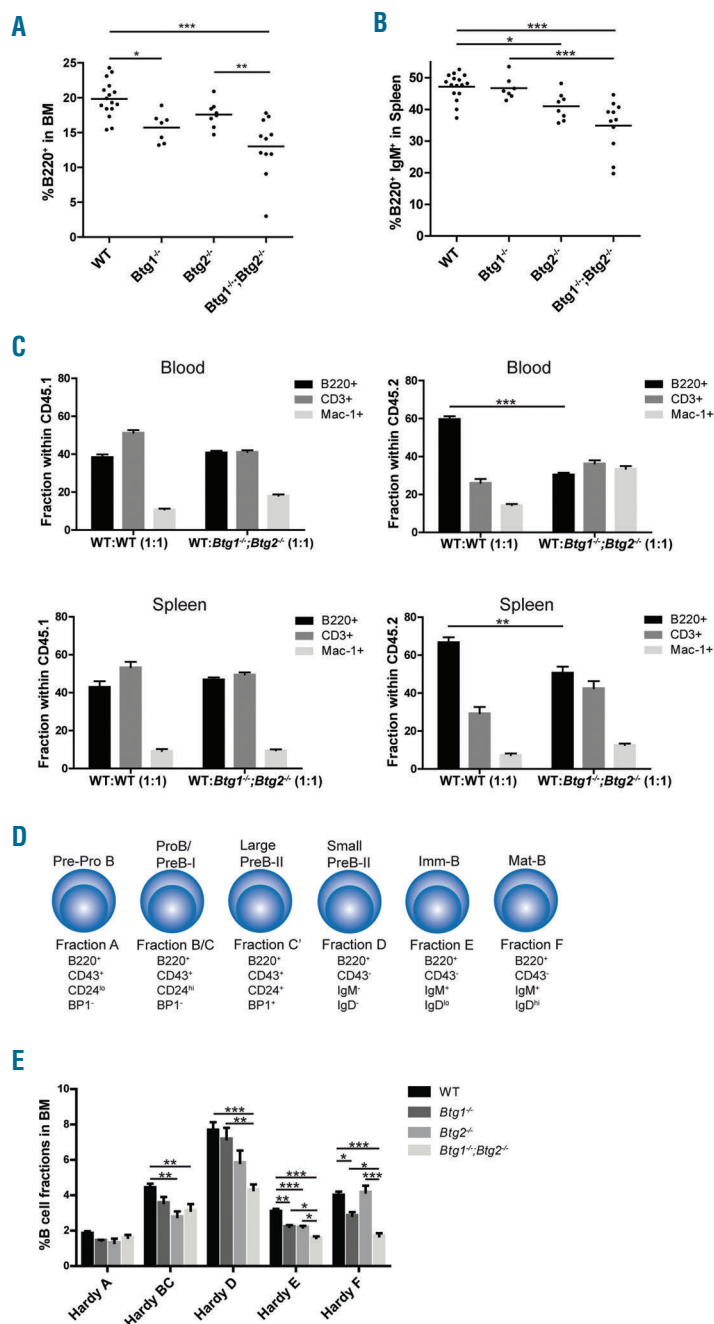 A
***
*
**
%B220⁺ in BM
25
20
15
10
5
0
WT
Btg1⁻/⁻
Btg2⁻/⁻
Btg1⁻/⁻;Btg2⁻/⁻
B
***
*
***
%B220⁺ IgM⁺ in Spleen
50
40
30
20
10
0
WT
Btg1⁻/⁻
Btg2⁻/⁻
Btg1⁻/⁻;Btg2⁻/⁻
C
Blood
Fraction within CD45.1
80
60
40
20
0
B220+
CD3+
Mac-1+
WT:WT (1:1)
WT:Btg1⁻/⁻;Btg2⁻/⁻ (1:1)
Blood
Fraction within CD45.2
80
60
40
20
0
***
B220+
CD3+
Mac-1+
WT:WT (1:1)
WT:Btg1⁻/⁻;Btg2⁻/⁻ (1:1)
Spleen
Fraction within CD45.1
80
60
40
20
0
B220+
CD3+
Mac-1+
WT:WT (1:1)
WT:Btg1⁻/⁻;Btg2⁻/⁻ (1:1)
Spleen
Fraction within CD45.2
80
60
40
20
0
**
B220+
CD3+
Mac-1+
WT:WT (1:1)
WT:Btg1⁻/⁻;Btg2⁻/⁻ (1:1)
D
Pre-Pro B
Fraction A
B220⁺
CD43⁺
CD24ˡᵒ
BP1⁻
ProB/
PreB-I
Fraction B/C
B220⁺
CD43⁺
CD24ʰⁱ
BP1⁻
Large
PreB-II
Fraction C'
B220⁺
CD43⁺
CD24⁺
BP1⁺
Small
PreB-II
Fraction D
B220⁺
CD43⁻
IgM⁻
IgD⁻
Imm-B
Fraction E
B220⁺
CD43⁻
IgM⁺
IgDˡᵒ
Mat-B
Fraction F
B220⁺
CD43⁻
IgM⁺
IgDʰⁱ
E
%B cell fractions in BM
10
8
6
4
2
0
**
**
***
**
***
***
**
*
*
***
*
*
***
WT
Btg1⁻/⁻
Btg2⁻/⁻
Btg1⁻/⁻;Btg2⁻/⁻
Hardy A
Hardy BC
Hardy D
Hardy E
Hardy F